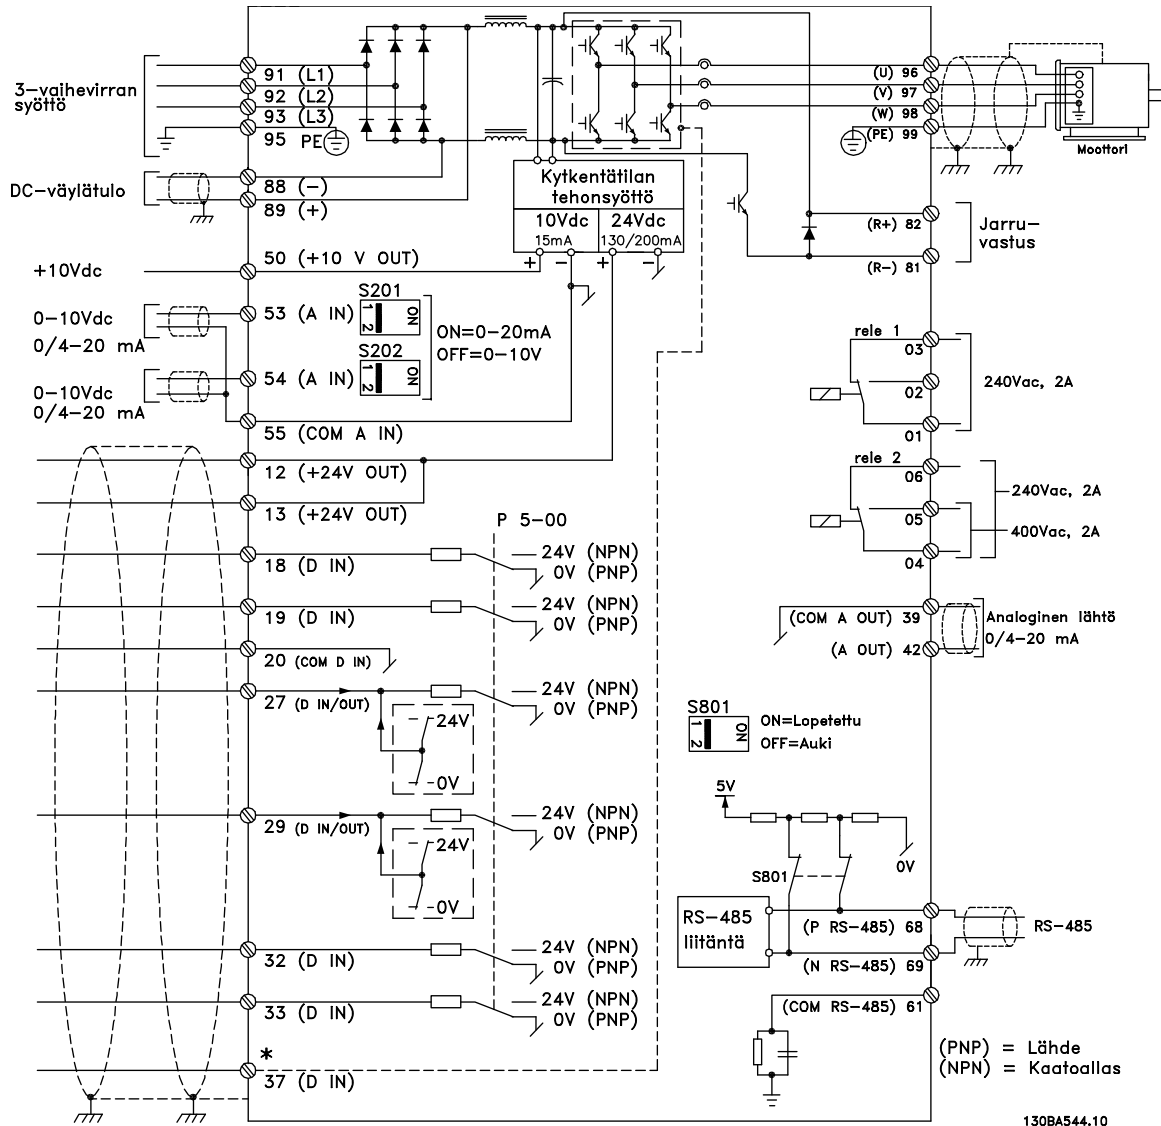 3-vaihevirran
syöttö
91 (L1)
92 (L2)
93 (L3)
95 PE
DC-väylätulo
88 (-)
89 (+)
+10Vdc
50 (+10 V OUT)
0-10Vdc
0/4-20 mA
53 (A IN)
S201
1 2 ON
ON=0-20mA
OFF=0-10V
S202
1 2 ON
0-10Vdc
0/4-20 mA
54 (A IN)
55 (COM A IN)
12 (+24V OUT)
13 (+24V OUT)
P 5-00
18 (D IN)
24V (NPN)
0V (PNP)
19 (D IN)
24V (NPN)
0V (PNP)
20 (COM D IN)
27 (D IN/OUT)
24V (NPN)
0V (PNP)
24V
0V
29 (D IN/OUT)
24V (NPN)
0V (PNP)
24V
0V
32 (D IN)
24V (NPN)
0V (PNP)
33 (D IN)
24V (NPN)
0V (PNP)
*
37 (D IN)
Kytkentätilan
tehonsyöttö
10Vdc
15mA
24Vdc
130/200mA
+ - + -
(U) 96
(V) 97
(W) 98
(PE) 99
Moottori
(R+) 82
(R-) 81
Jarru-
vastus
rele 1
03
02
01
240Vac, 2A
rele 2
06
05
04
240Vac, 2A
400Vac, 2A
(COM A OUT) 39
(A OUT) 42
Analoginen lähtö
0/4-20 mA
S801
1 2 ON
ON=Lopetettu
OFF=Auki
5V
S801
0V
RS-485
liitäntä
(P RS-485) 68
(N RS-485) 69
(COM RS-485) 61
RS-485
(PNP) = Lähde
(NPN) = Kaatoallas
130BA544.10